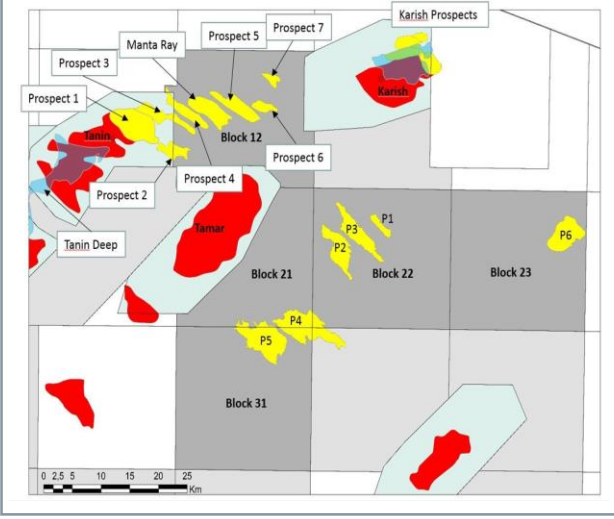 Karish Prospects
Prospect 7
Prospect 5
Manta Ray
Prospect 3
Prospect 1
Karish
Tanin
Block 12
Prospect 6
Prospect 4
Prospect 2
Tanin Deep
Tamar
P1
P3
P2
P6
Block 21
Block 22
Block 23
P4
P5
Block 31
0 2,5 5 10 15 20 25
Km